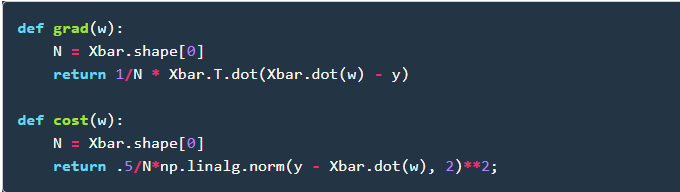 def grad(w):
    N = Xbar.shape[0]
    return 1/N * Xbar.T.dot(Xbar.dot(w) - y)

def cost(w):
    N = Xbar.shape[0]
    return .5/N*np.linalg.norm(y - Xbar.dot(w), 2)**2;